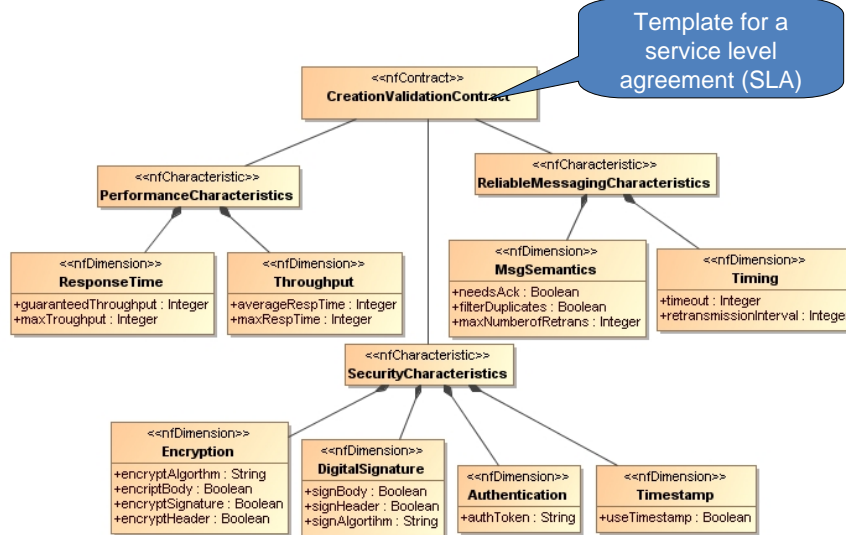 Template for a
service level
agreement (SLA)
<<nfContract>>
CreationValidationContract
<<nfCharacteristic>>
PerformanceCharacteristics
<<nfCharacteristic>>
ReliableMessagingCharacteristics
<<nfDimension>>
ResponseTime
+guaranteedThroughput : Integer
+maxTroughput : Integer
<<nfDimension>>
Throughput
+averageRespTime : Integer
+maxRespTime : Integer
<<nfDimension>>
MsgSemantics
+needsAck : Boolean
+filterDuplicates : Boolean
+maxNumberofRetrans : Integer
<<nfDimension>>
Timing
+timeout : Integer
+retransmissionInterval : Integer
<<nfCharacteristic>>
SecurityCharacteristics
<<nfDimension>>
Encryption
+encryptAlgorthm : String
+encriptBody : Boolean
+encryptSignature : Boolean
+encryptHeader : Boolean
<<nfDimension>>
DigitalSignature
+signBody : Boolean
+signHeader : Boolean
+signAlgortihm : String
<<nfDimension>>
Authentication
+authToken : String
<<nfDimension>>
Timestamp
+useTimestamp : Boolean